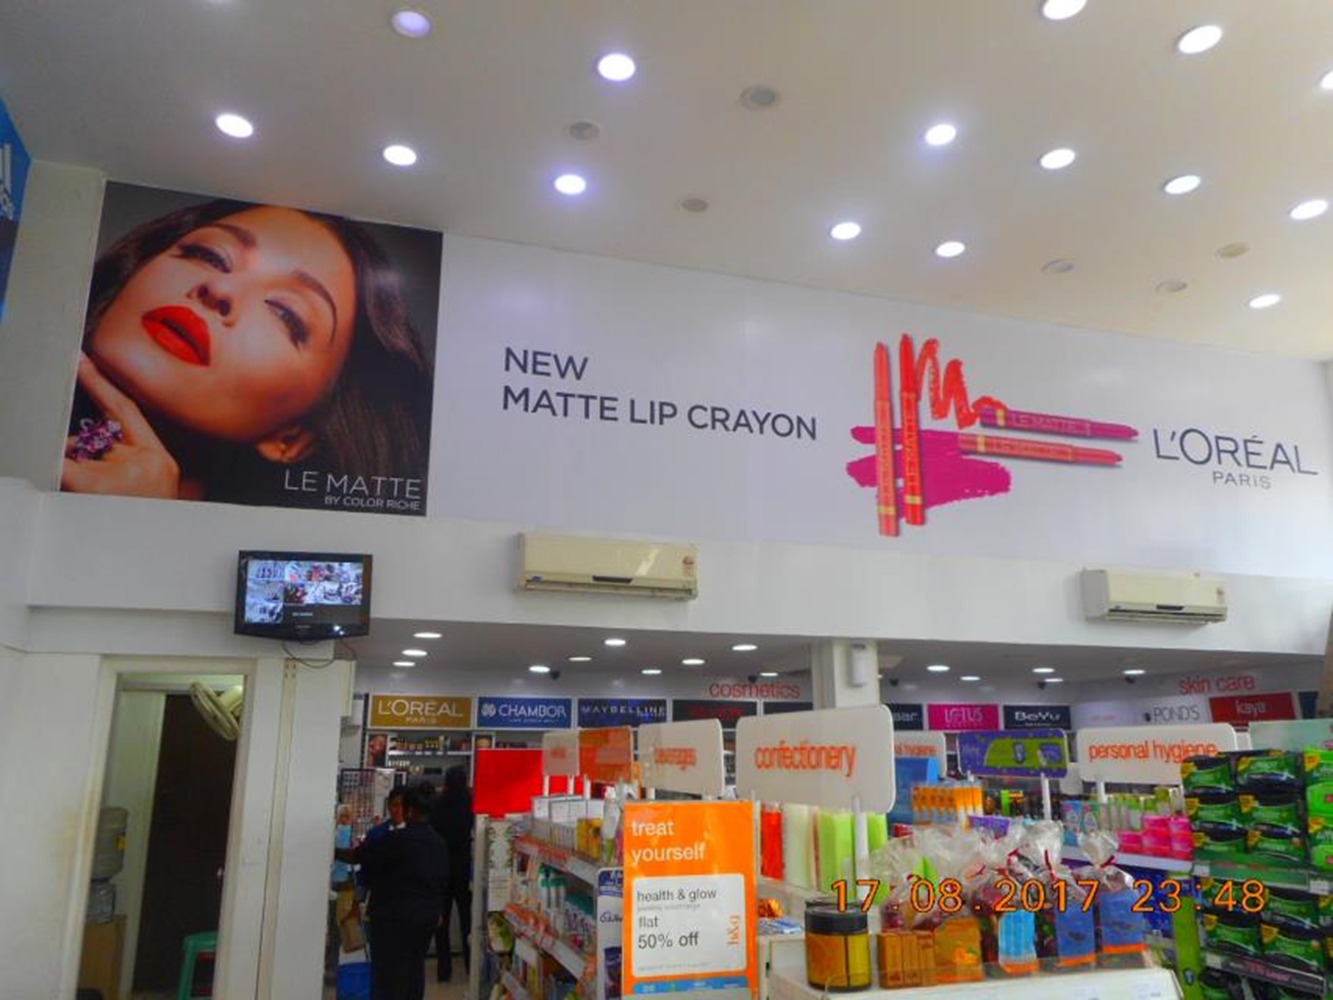 NEW
MATTE LIP CRAYON
LE MATTE
BY COLOR RICHE
LE MATTE
L'ORÉAL
PARIS
cosmetics
skin care
L'ORÉAL
PARIS
CHAMBOR
MAYBELLINE
LOTUS
BeYu
POND'S
kaya
beverages
confectionery
personal hygiene
treat
yourself
health & glow
flat
50% off
h&g
17.08.2017 23:48